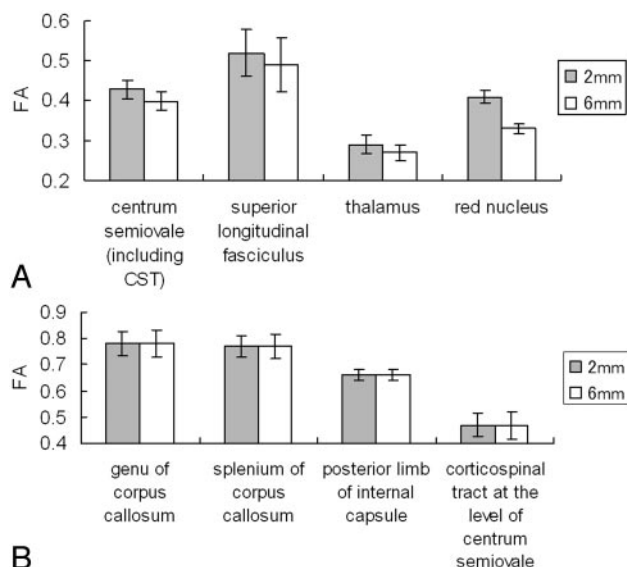 0.6
0.5
0.4
0.3
0.2
FA
2mm
6mm
centrum
semiovale
(including
CST)
superior
longitudinal
fasciculus
thalamus
red nucleus
A
0.9
0.8
0.7
0.6
0.5
0.4
FA
2mm
6mm
genu of
corpus
callosum
splenium of
corpus
callosum
posterior limb
of internal
capsule
corticospinal
tract at the
level of
centrum
semiovale
B